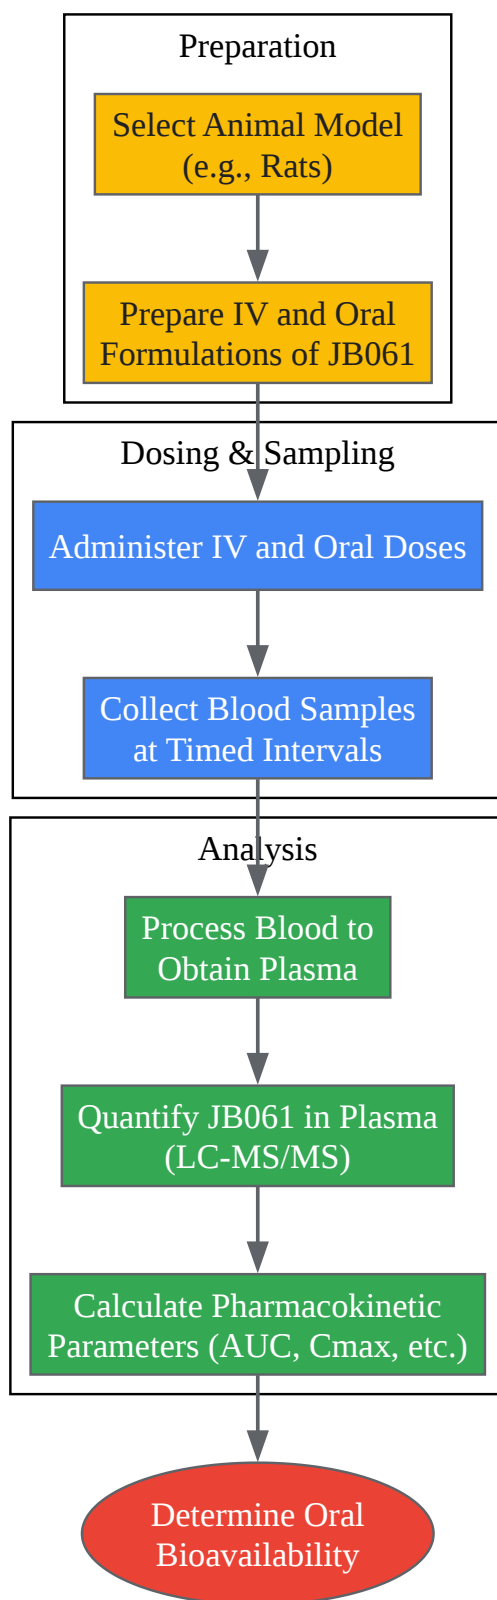 Preparation
Select Animal Model
(e.g., Rats)
Prepare IV and Oral
Formulations of JB061
Dosing & Sampling
Administer IV and Oral Doses
Collect Blood Samples
at Timed Intervals
Analysis
Process Blood to
Obtain Plasma
Quantify JB061 in Plasma
(LC-MS/MS)
Calculate Pharmacokinetic
Parameters (AUC, Cmax, etc.)
Determine Oral
Bioavailability